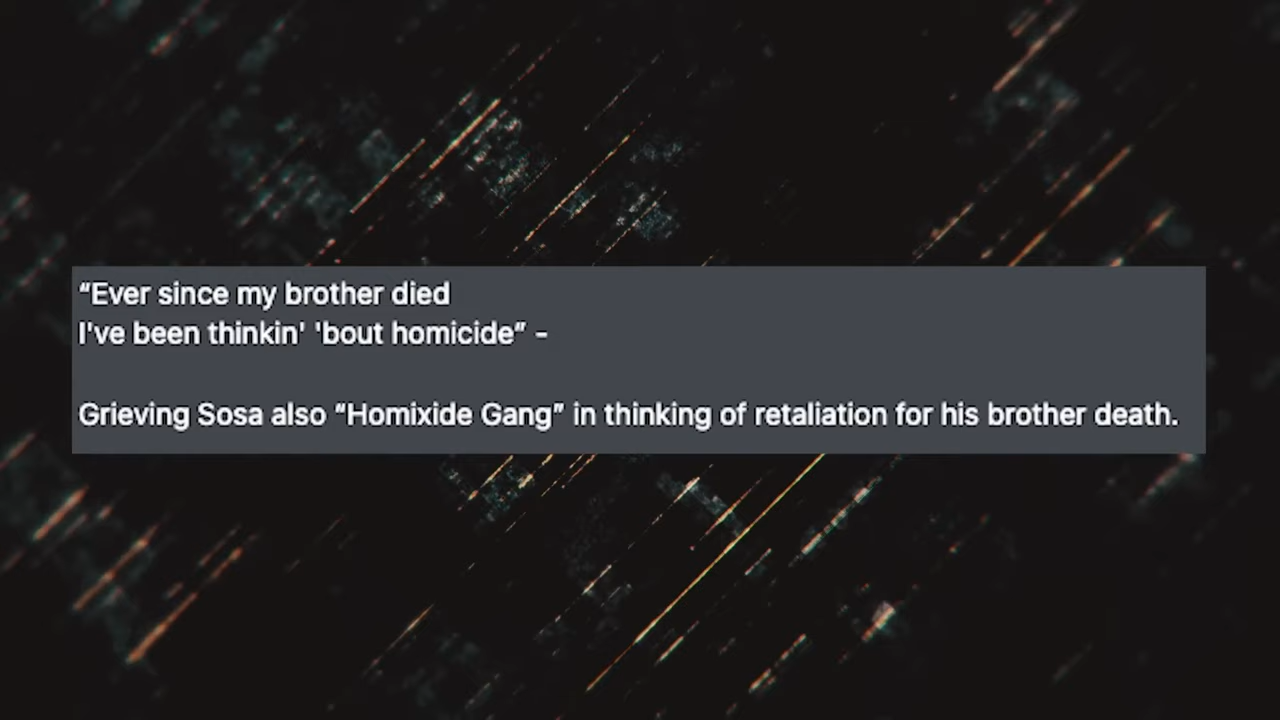 “Ever since my brother died
I've been thinkin' 'bout homicide” -
Grieving Sosa also “Homixide Gang” in thinking of retaliation for his brother death.